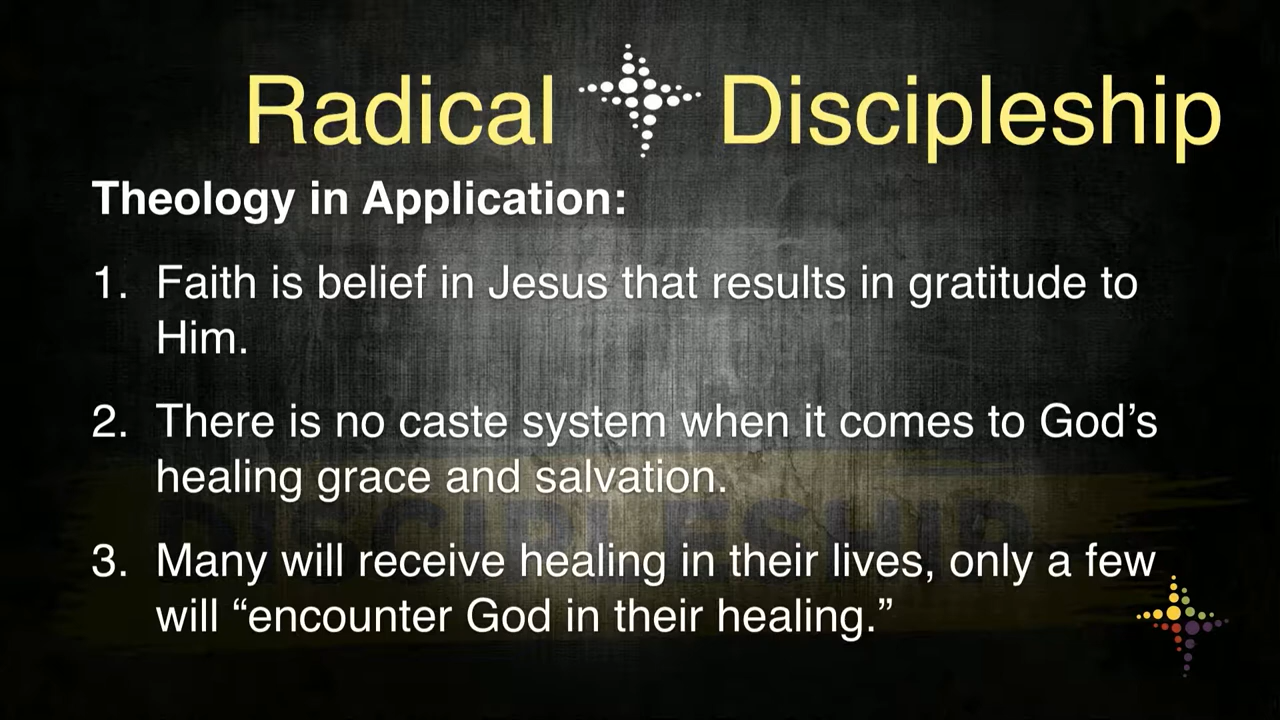 Radical Discipleship
Theology in Application:
1. Faith is belief in Jesus that results in gratitude to
Him.
2. There is no caste system when it comes to God’s
healing grace and salvation.
DISCIPLESHIP
3. Many will receive healing in their lives, only a few
will “encounter God in their healing.”